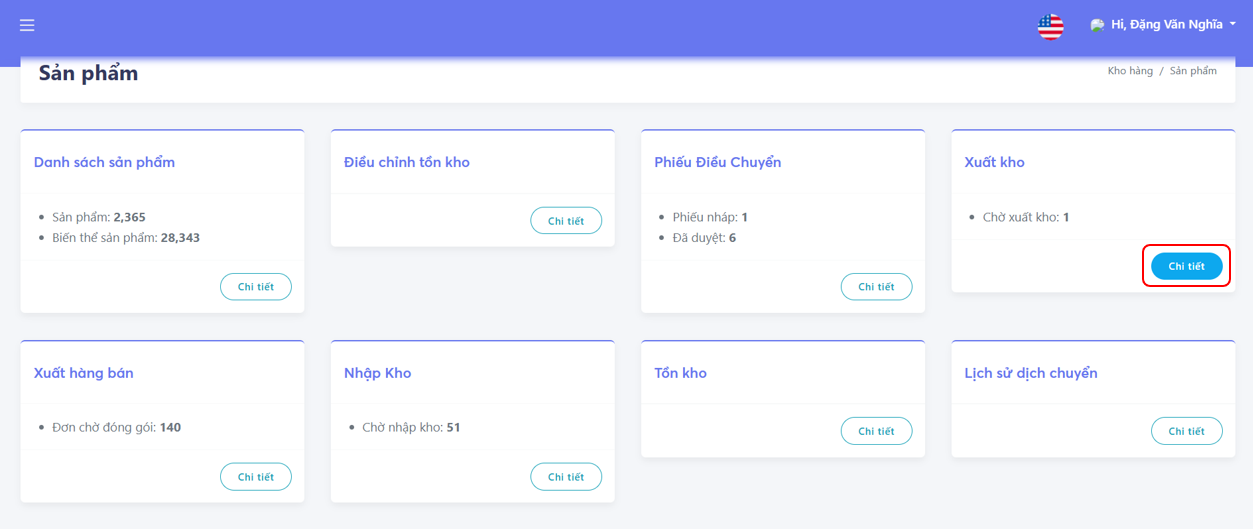 Hi, Đặng Văn Nghĩa
Sản phẩm
Kho hàng / Sản phẩm
Danh sách sản phẩm
Sản phẩm: 2,365
Biến thể sản phẩm: 28,343
Chi tiết
Điều chỉnh tồn kho
Chi tiết
Phiếu Điều Chuyển
Phiếu nháp: 1
Đã duyệt: 6
Chi tiết
Xuất kho
Chờ xuất kho: 1
Chi tiết
Xuất hàng bán
Đơn chờ đóng gói: 140
Chi tiết
Nhập Kho
Chờ nhập kho: 51
Chi tiết
Tồn kho
Chi tiết
Lịch sử dịch chuyển
Chi tiết